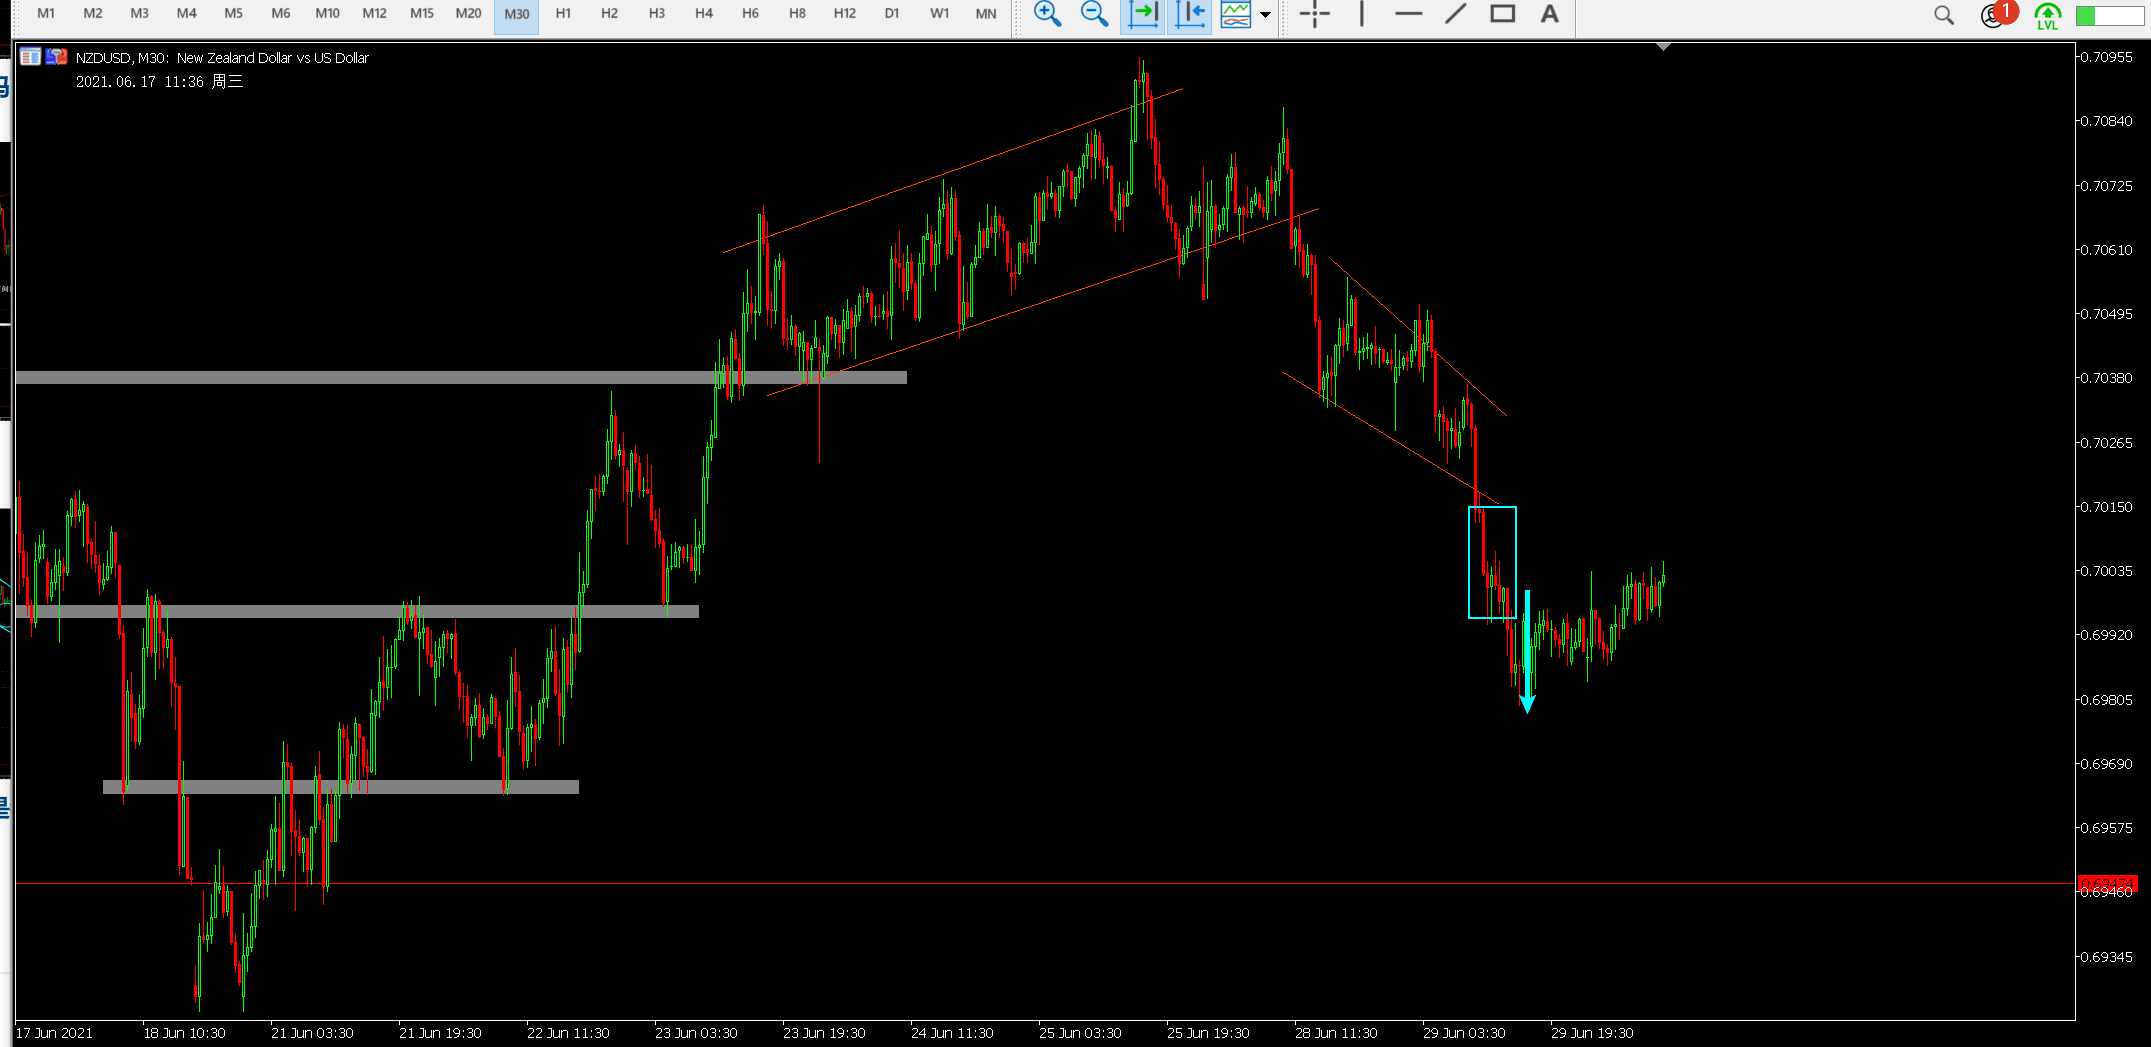 M1 M2 M3 M4 M5 M6 M10 M12 M15 M20 M30 H1 H2 H3 H4 H6 H8 H12 D1 W1 MN
A
1
LVL
NZDUSD, M30: New Zealand Dollar vs US Dollar
2021.06.17 11:36 周三
0.70955
0.70840
0.70725
0.70610
0.70495
0.70380
0.70265
0.70150
0.70035
0.69920
0.69805
0.69690
0.69575
0.69474
0.69460
0.69345
17 Jun 2021 18 Jun 10:30 21 Jun 03:30 21 Jun 19:30 22 Jun 11:30 23 Jun 03:30 23 Jun 19:30 24 Jun 11:30 25 Jun 03:30 25 Jun 19:30 28 Jun 11:30 29 Jun 03:30 29 Jun 19:30